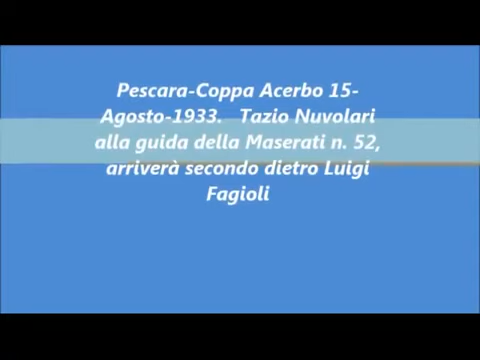 Pescara-Coppa Acerbo 15-
Agosto-1933. Tazio Nuvolari
alla guida della Maserati n. 52,
arriverà secondo dietro Luigi
Fagioli